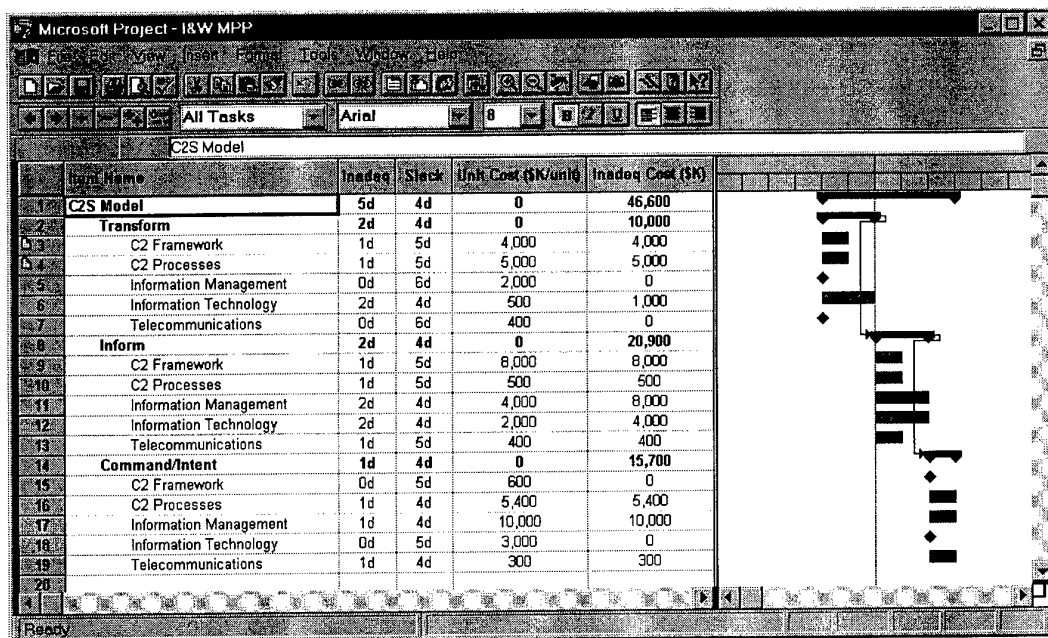 Microsoft Project - I&W MPP
File Edit View Insert Format Tools Window Help
All Tasks Arial 8 B I U
C2S Model
Item Name Inadeq Slack Unit Cost ($K/unit) Inadeq Cost ($K)
1 C2S Model 5d 4d 0 46,600
2 Transform 2d 4d 0 10,000
3 C2 Framework 1d 5d 4,000 4,000
4 C2 Processes 1d 5d 5,000 5,000
5 Information Management 0d 6d 2,000 0
6 Information Technology 2d 4d 500 1,000
7 Telecommunications 0d 6d 400 0
8 Inform 2d 4d 0 20,900
9 C2 Framework 1d 5d 8,000 8,000
10 C2 Processes 1d 5d 500 500
11 Information Management 2d 4d 4,000 8,000
12 Information Technology 2d 4d 2,000 4,000
13 Telecommunications 1d 5d 400 400
14 Command/Intent 1d 4d 0 15,700
15 C2 Framework 0d 5d 600 0
16 C2 Processes 1d 4d 5,400 5,400
17 Information Management 1d 4d 10,000 10,000
18 Information Technology 0d 5d 3,000 0
19 Telecommunications 1d 4d 300 300
20
Ready